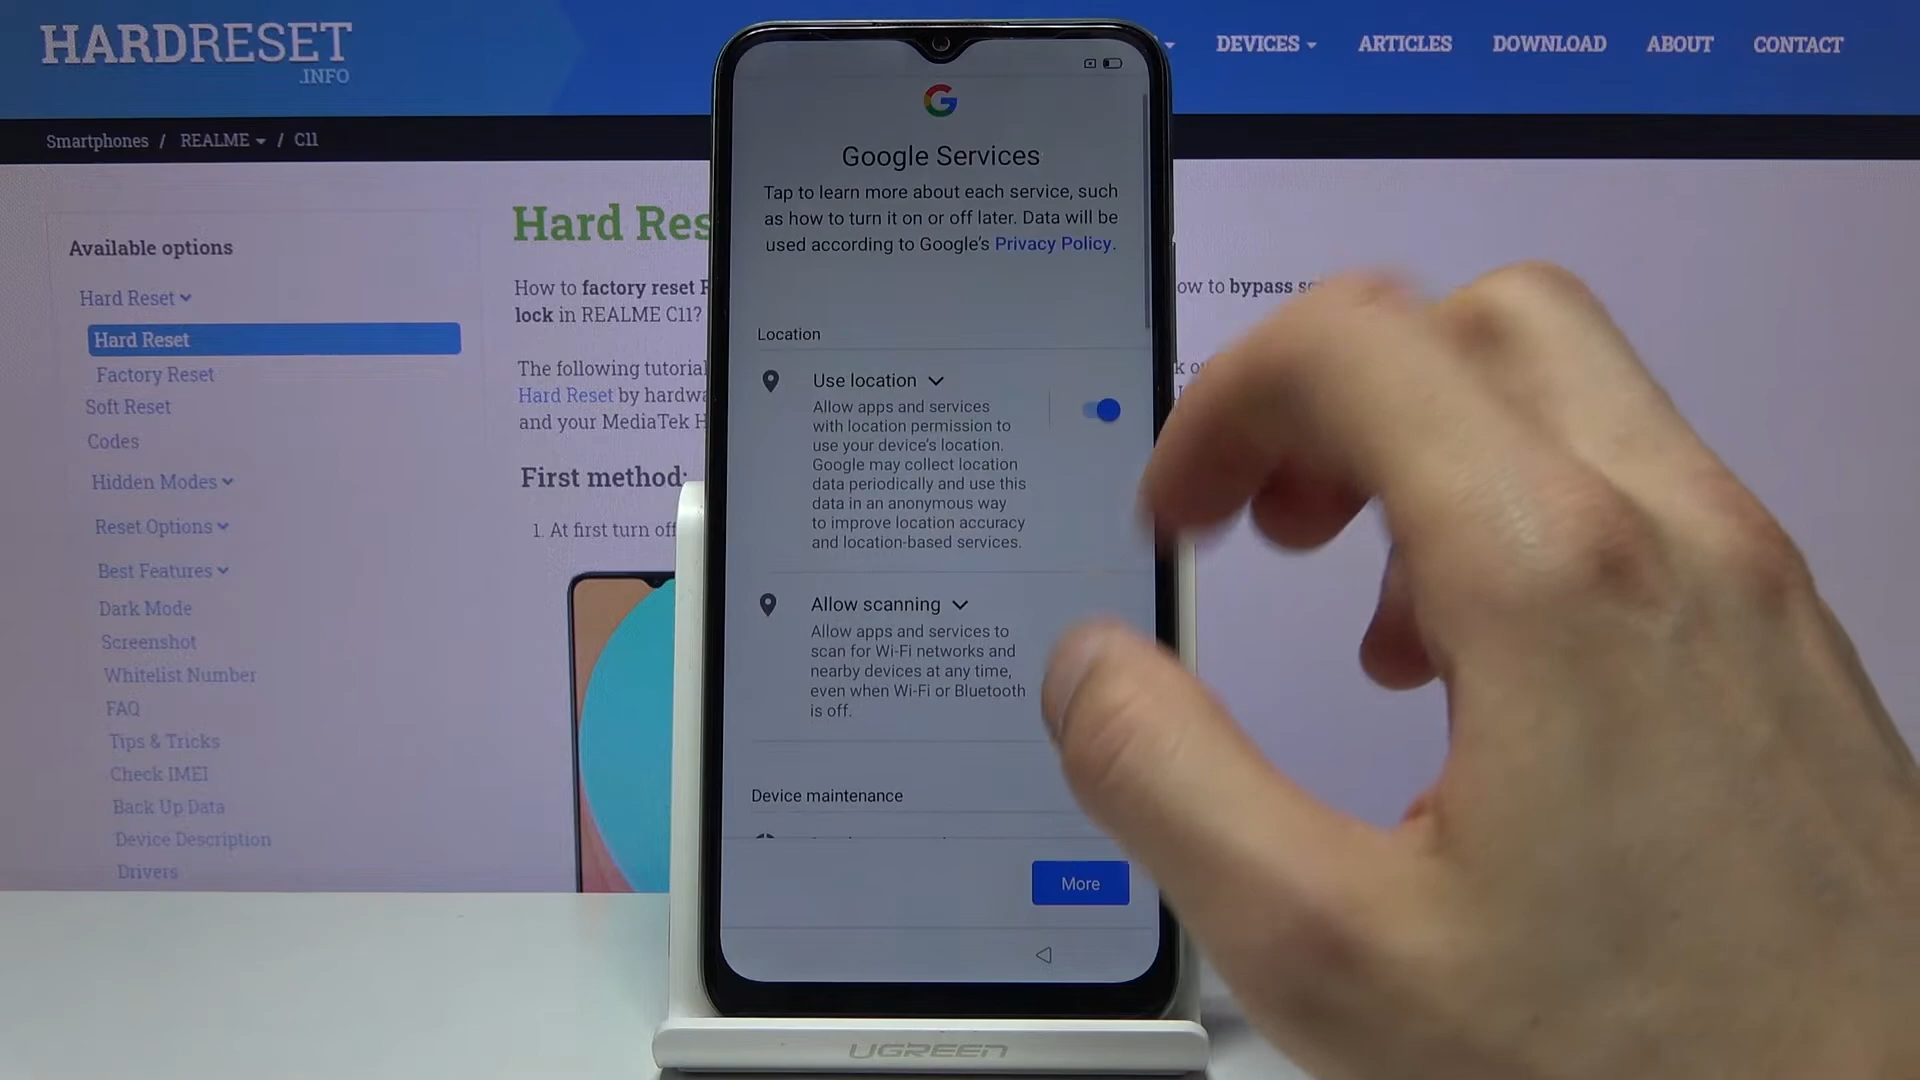 HARDRESET
.INFO
DEVICES
ARTICLES
DOWNLOAD
ABOUT
CONTACT
Smartphones / REALME / C11
Available options
Hard Reset
Hard Reset
Factory Reset
Soft Reset
Codes
Hidden Modes
Reset Options
Best Features
Dark Mode
Screenshot
Whitelist Number
FAQ
Tips & Tricks
Check IMEI
Back Up Data
Device Description
Drivers
Hard Res
How to factory reset
lock in REALME C11?
ow to bypass
The following tutorial
Hard Reset by hardw
and your MediaTek H
First method:
1. At first turn off
Google Services
Tap to learn more about each service, such
as how to turn it on or off later. Data will be
used according to Google's Privacy Policy.
Location
Use location
Allow apps and services
with location permission to
use your device's location.
Google may collect location
data periodically and use this
data in an anonymous way
to improve location accuracy
and location-based services.
Allow scanning
Allow apps and services to
scan for Wi-Fi networks and
nearby devices at any time,
even when Wi-Fi or Bluetooth
is off.
Device maintenance
More
UGREEN